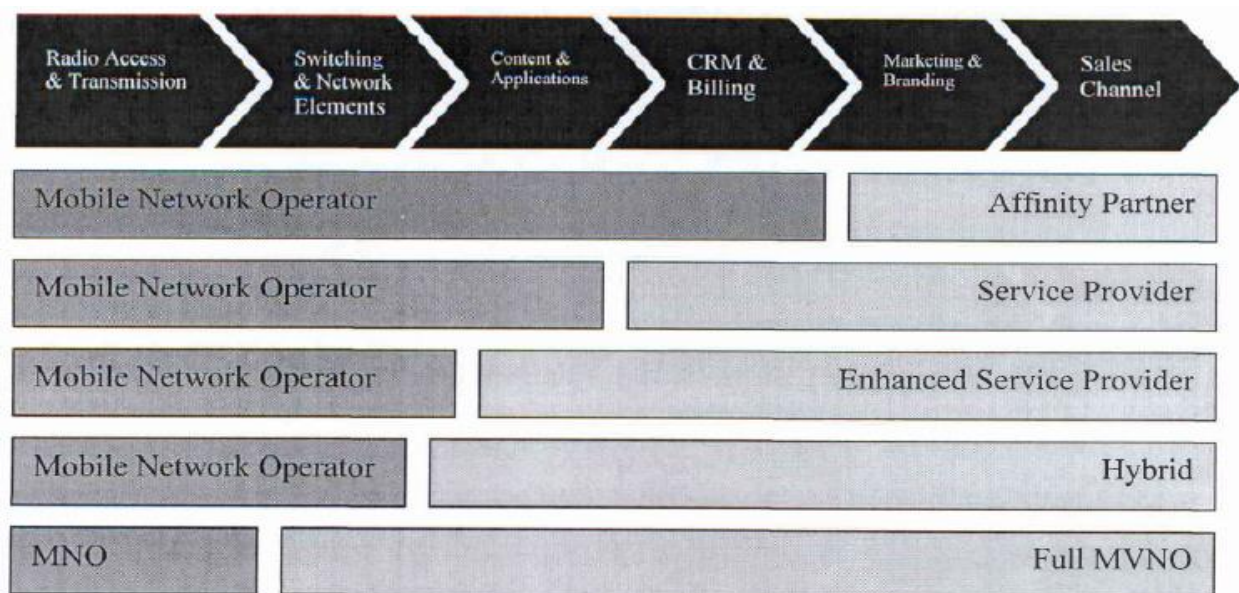 Radio Access
& Transmission
Switching
& Network
Elements
Content &
Applications
CRM &
Billing
Marketing &
Branding
Sales
Channel
Mobile Network Operator
Affinity Partner
Mobile Network Operator
Service Provider
Mobile Network Operator
Enhanced Service Provider
Mobile Network Operator
Hybrid
MNO
Full MVNO